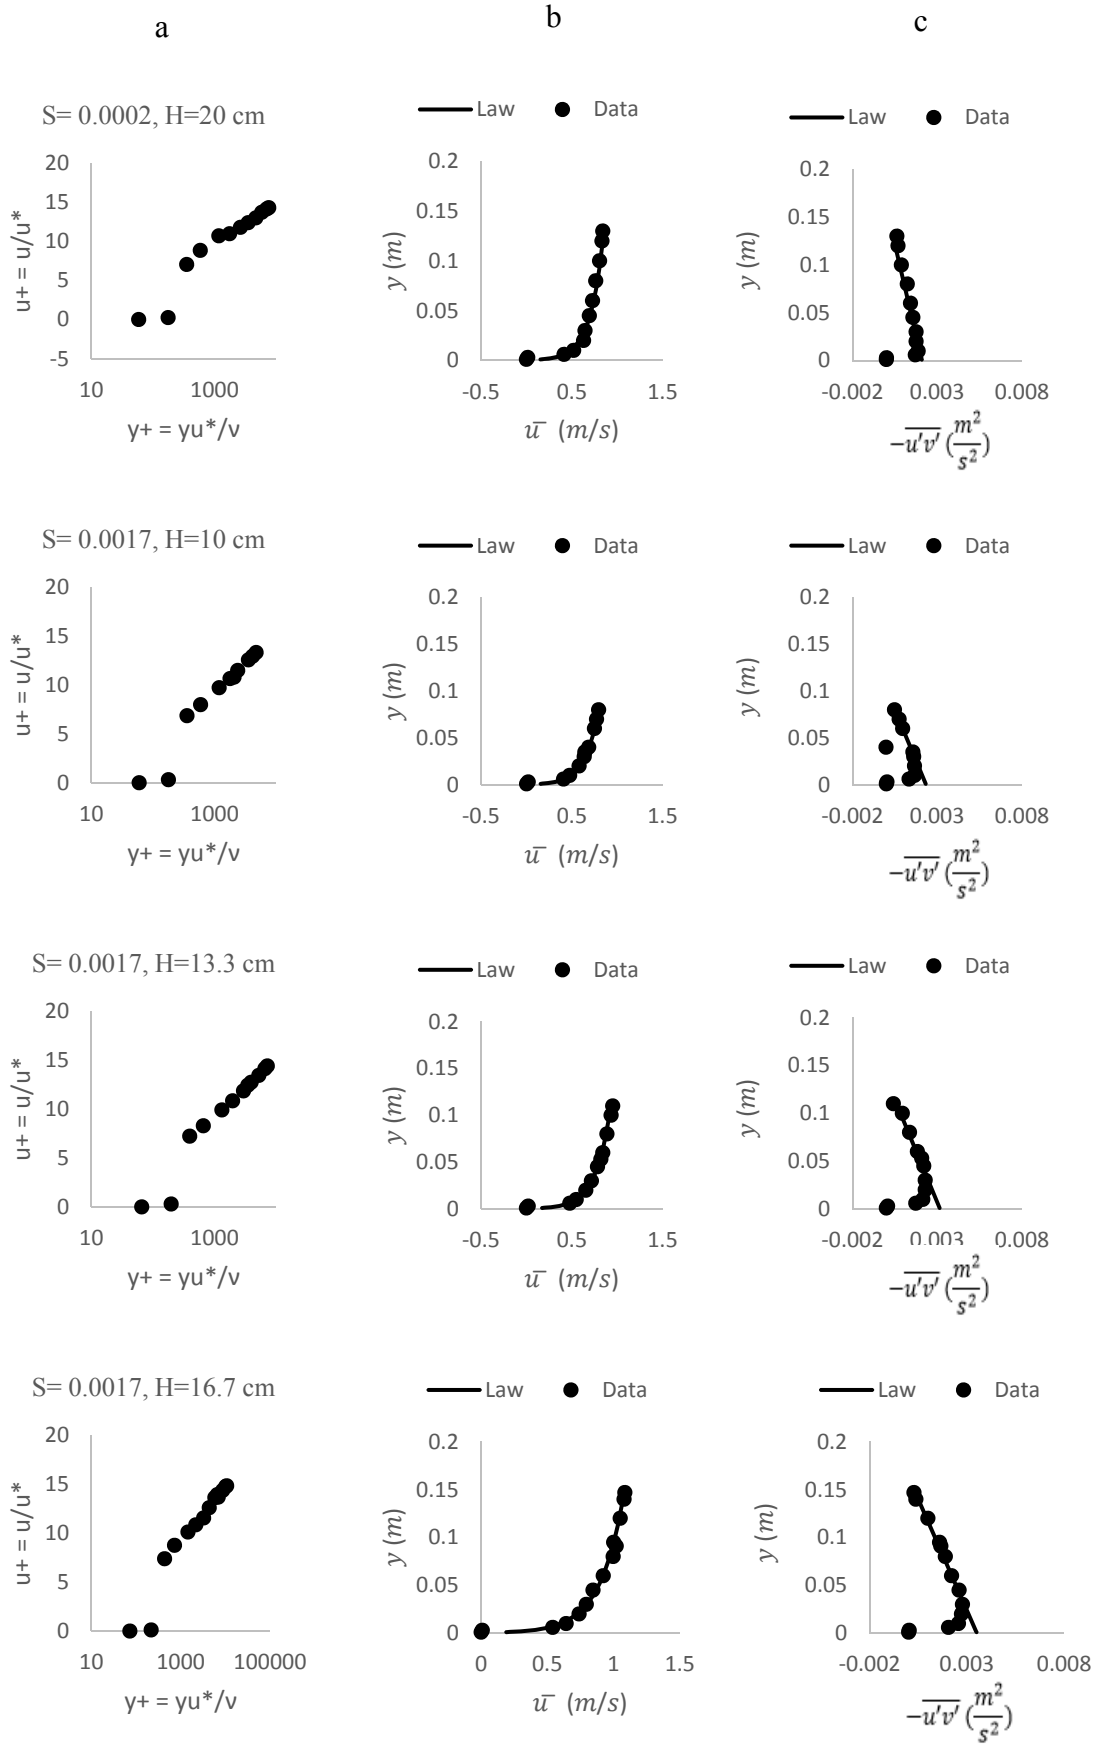 a b c
S= 0.0002, H=20 cm
Law Data
Law Data
20
15
10
5
0
-5
u+ = u/u*
10 1000
y+ = yu*/ν
0.2
0.15
0.1
0.05
0
y (m)
-0.5 0.5 1.5
u̅ (m/s)
0.2
0.15
0.1
0.05
0
y (m)
-0.002 0.003 0.008
−u'v' (m²/s²)
S= 0.0017, H=10 cm
Law Data
Law Data
20
15
10
5
0
u+ = u/u*
10 1000
y+ = yu*/ν
0.2
0.15
0.1
0.05
0
y (m)
-0.5 0.5 1.5
u̅ (m/s)
0.2
0.15
0.1
0.05
0
y (m)
-0.002 0.003 0.008
−u'v' (m²/s²)
S= 0.0017, H=13.3 cm
Law Data
Law Data
20
15
10
5
0
u+ = u/u*
10 1000
y+ = yu*/ν
0.2
0.15
0.1
0.05
0
y (m)
-0.5 0.5 1.5
u̅ (m/s)
0.2
0.15
0.1
0.05
0
y (m)
-0.002 0.003 0.008
−u'v' (m²/s²)
S= 0.0017, H=16.7 cm
Law Data
Law Data
20
15
10
5
0
u+ = u/u*
10 1000 100000
y+ = yu*/ν
0.2
0.15
0.1
0.05
0
y (m)
0 0.5 1 1.5
u̅ (m/s)
0.2
0.15
0.1
0.05
0
y (m)
-0.002 0.003 0.008
−u'v' (m²/s²)